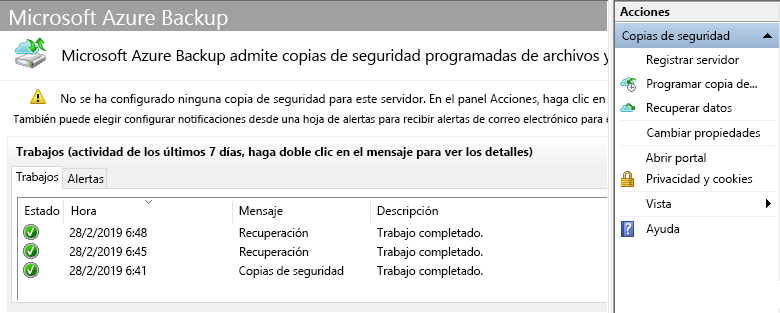 Microsoft Azure Backup
Microsoft Azure Backup admite copias de seguridad programadas de archivos y
No se ha configurado ninguna copia de seguridad para este servidor. En el panel Acciones, haga clic en
También puede elegir configurar notificaciones desde una hoja de alertas para recibir alertas de correo electrónico para e
Trabajos (actividad de los últimos 7 días, haga doble clic en el mensaje para ver los detalles)
Trabajos Alertas
Estado Hora Mensaje Descripción
28/2/2019 6:48 Recuperación Trabajo completado.
28/2/2019 6:45 Recuperación Trabajo completado.
28/2/2019 6:41 Copias de seguridad Trabajo completado.
Acciones
Copias de seguridad
Registrar servidor
Programar copia de...
Recuperar datos
Cambiar propiedades
Abrir portal
Privacidad y cookies
Vista
Ayuda